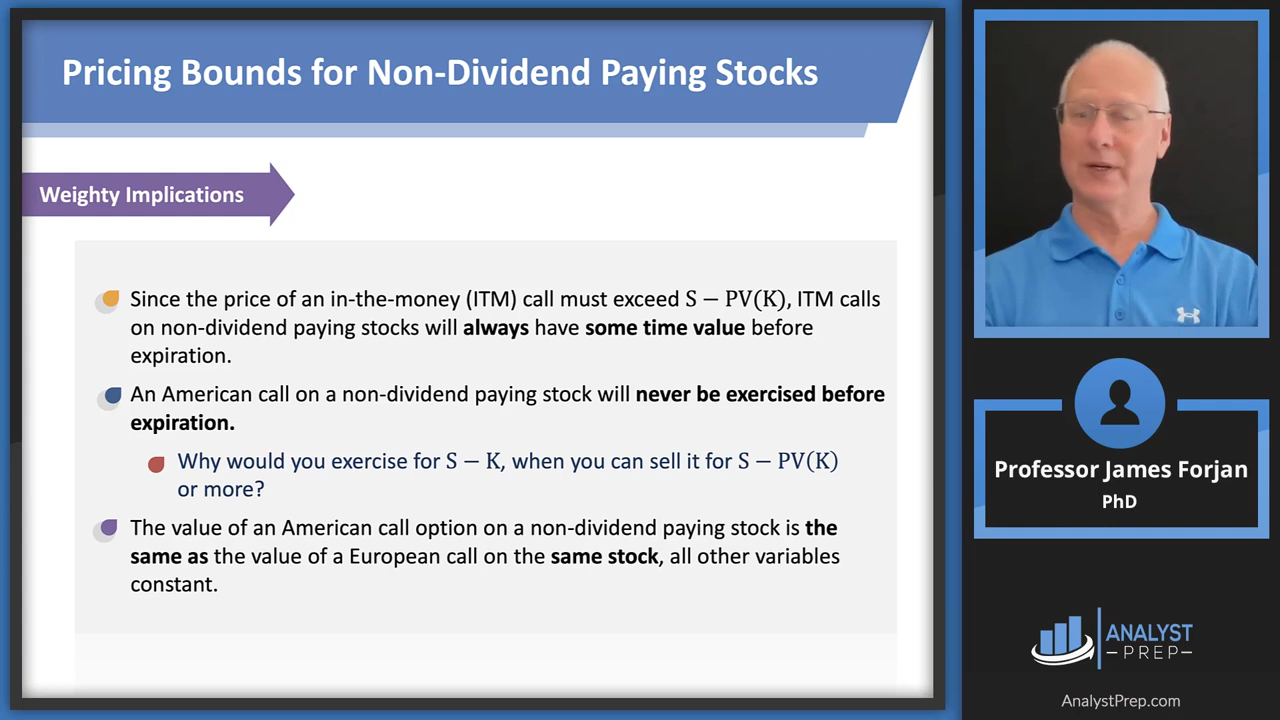 Pricing Bounds for Non-Dividend Paying Stocks
Weighty Implications
Since the price of an in-the-money (ITM) call must exceed S − PV(K), ITM calls
on non-dividend paying stocks will always have some time value before
expiration.
An American call on a non-dividend paying stock will never be exercised before
expiration.
Why would you exercise for S − K, when you can sell it for S − PV(K)
or more?
The value of an American call option on a non-dividend paying stock is the
same as the value of a European call on the same stock, all other variables
constant.
Professor James Forjan
PhD
ANALYST
–PREP–
AnalystPrep.com